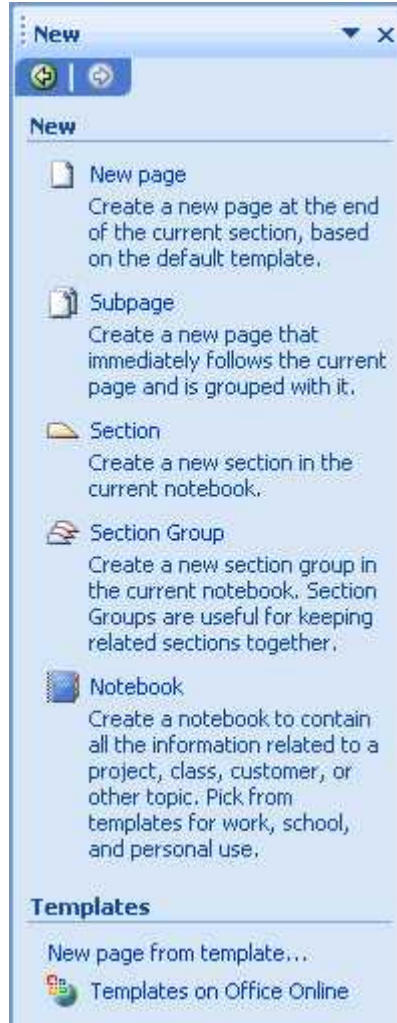 New
New
New page
Create a new page at the end
of the current section, based
on the default template.
Subpage
Create a new page that
immediately follows the current
page and is grouped with it.
Section
Create a new section in the
current notebook.
Section Group
Create a new section group in
the current notebook. Section
Groups are useful for keeping
related sections together.
Notebook
Create a notebook to contain
all the information related to a
project, class, customer, or
other topic. Pick from
templates for work, school,
and personal use.
Templates
New page from template...
Templates on Office Online